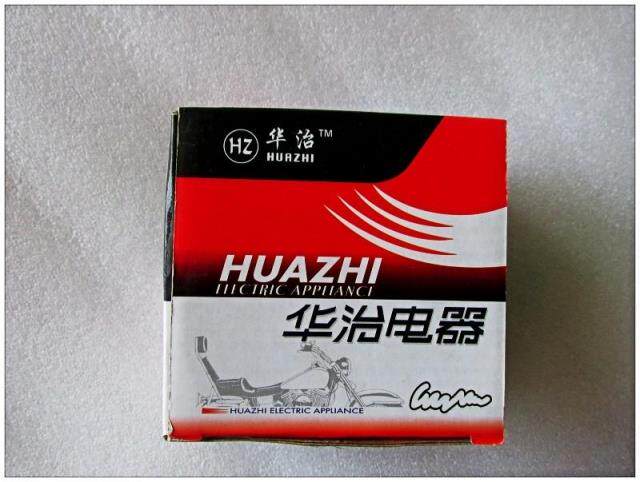 HZ 华治™
HUAZHI
HUAZHI
ELECTRIC APPLIANCE
华治电器
HUAZHI ELECTRIC APPLIANCE